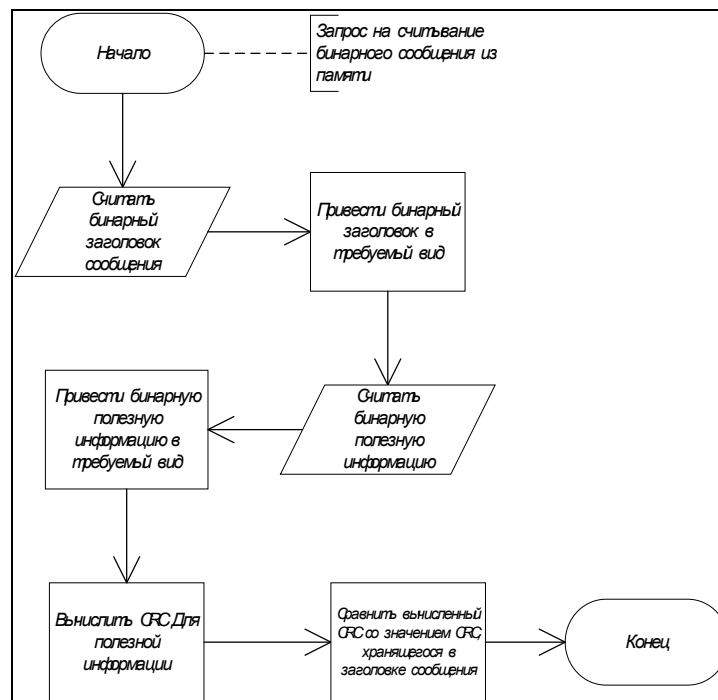 Начало
Запрос на считывание
бинарного сообщения из
памяти
Считать
бинарный
заголовок
сообщения
Привести бинарный
заголовок в
требуемый вид
Считать
бинарную
полезную
информацию
Привести бинарную
полезную
информацию в
требуемый вид
Вычислить CRC Для
полезной
информации
Сравнить вычисленный
CRC со значением CRC,
хранящегося в
заголовке сообщения
Конец